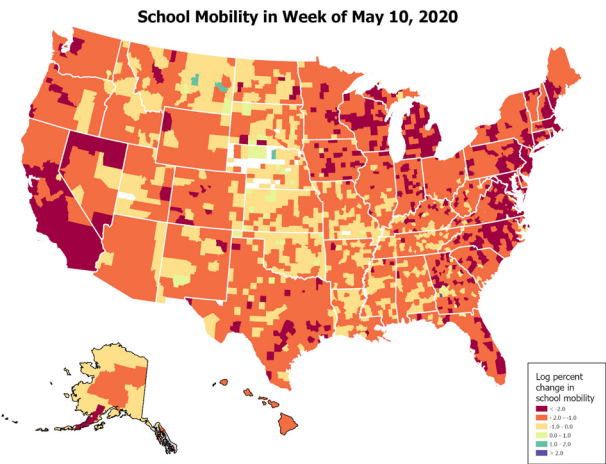 School Mobility in Week of May 10, 2020
Log percent
change in
school mobility
< -2.0
- 2.0 - -1.0
-1.0 - 0.0
0.0 - 1.0
1.0 - 2.0
> 2.0